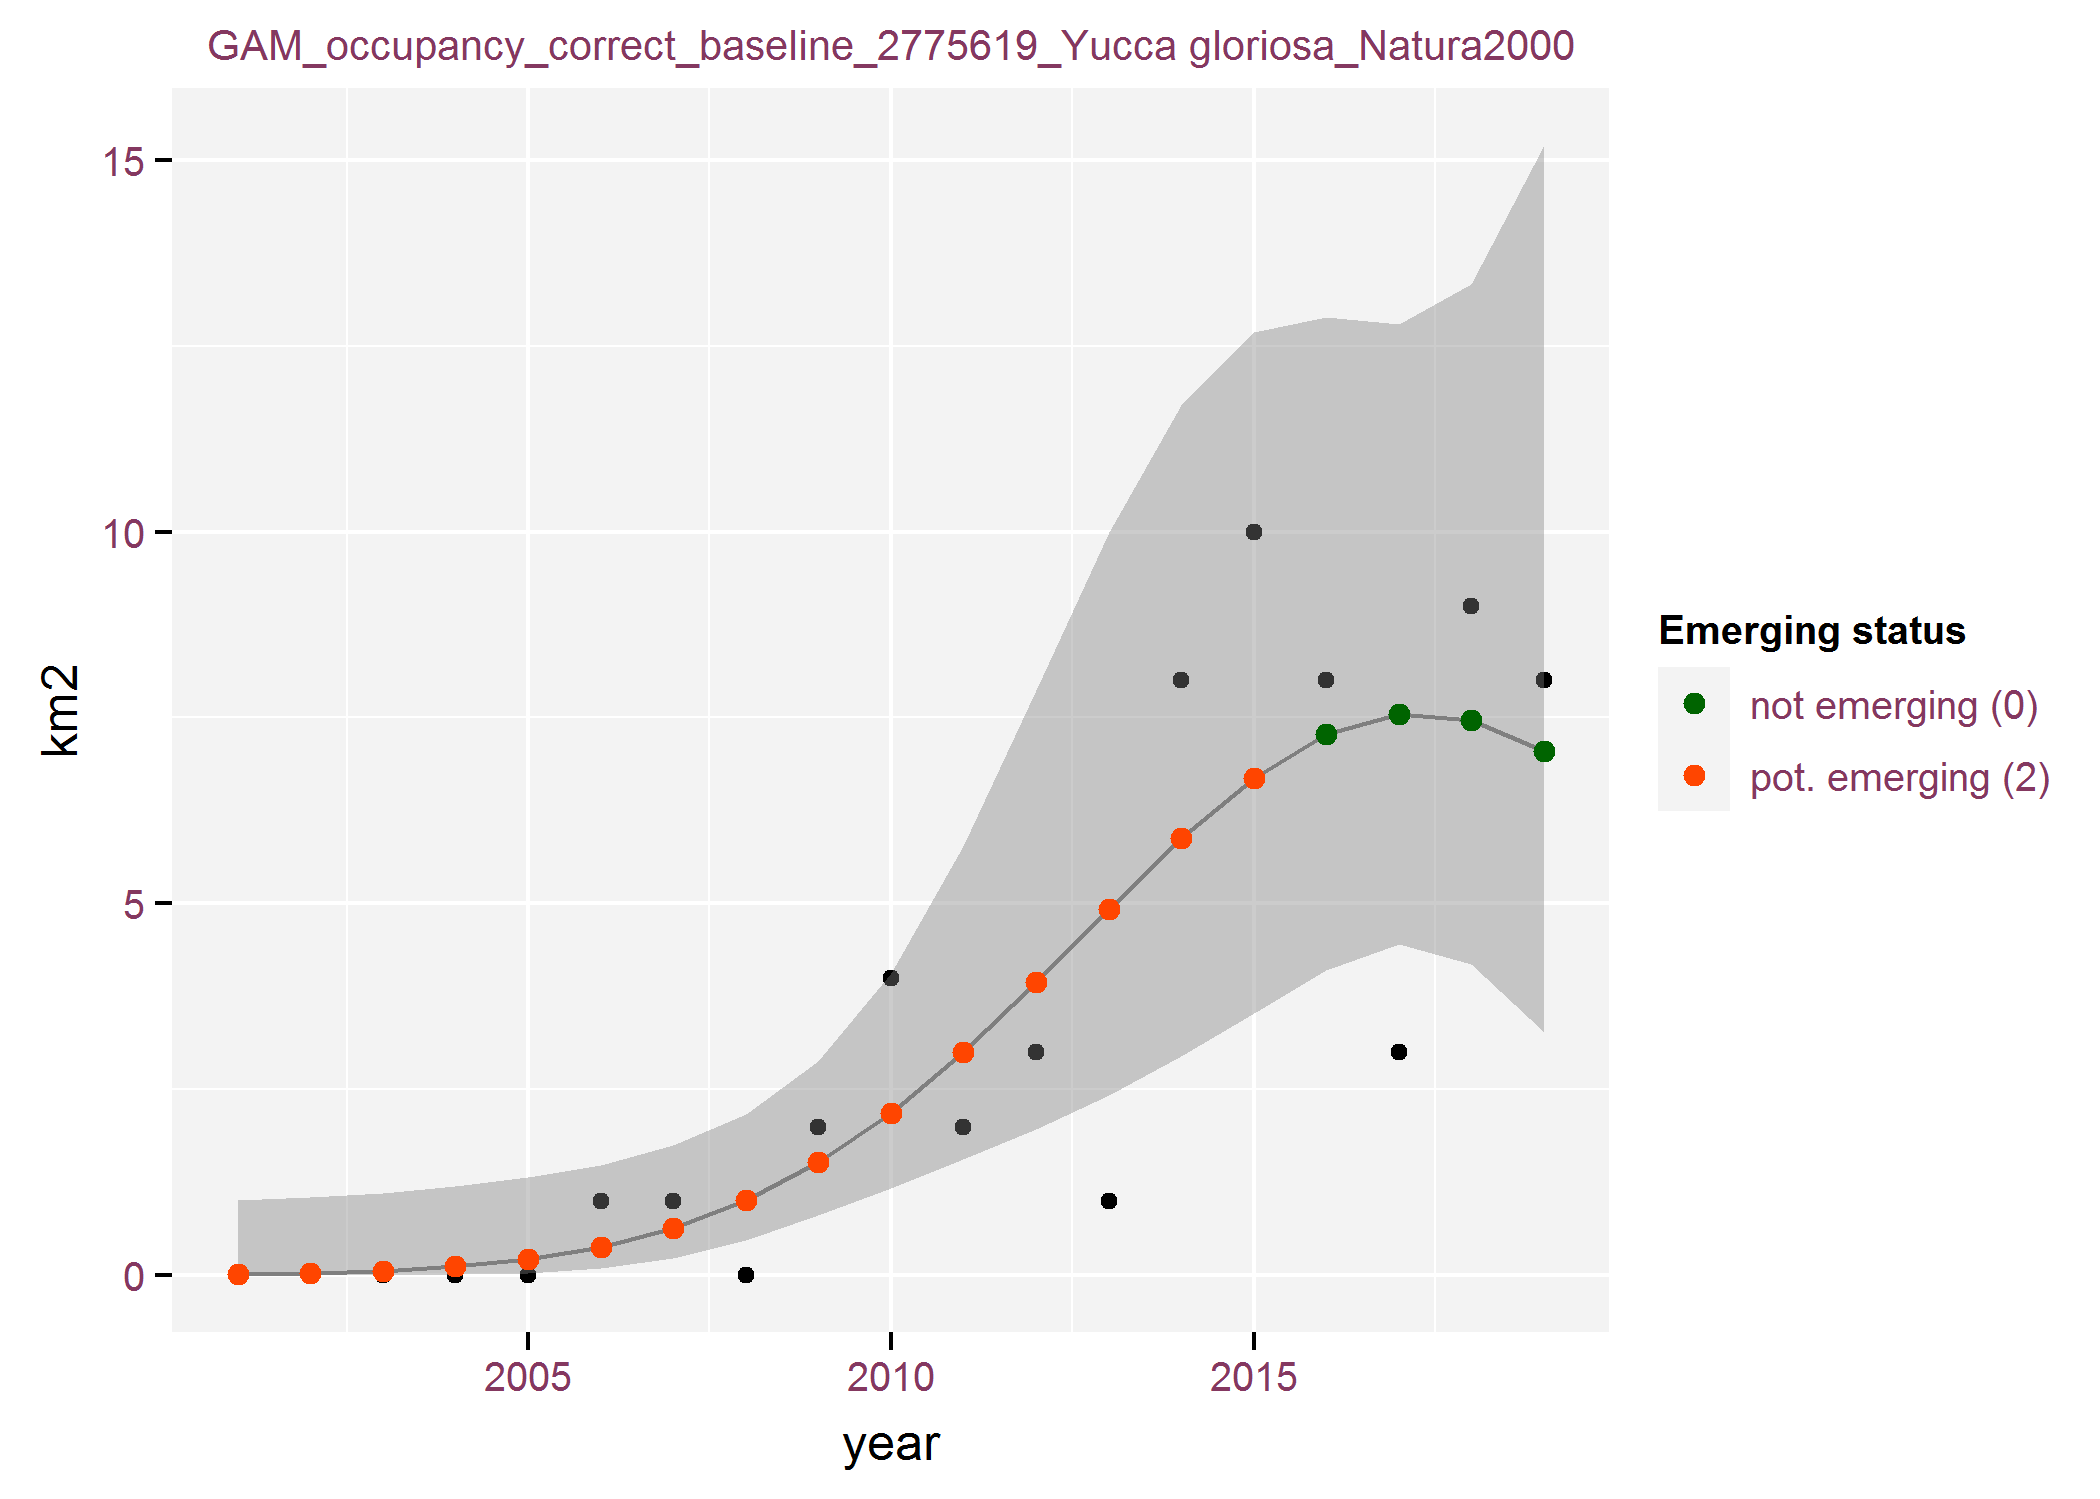 GAM_occupancy_correct_baseline_2775619_Yucca gloriosa_Natura2000
15
10
5
0
km2
2005
2010
2015
year
Emerging status
not emerging (0)
pot. emerging (2)